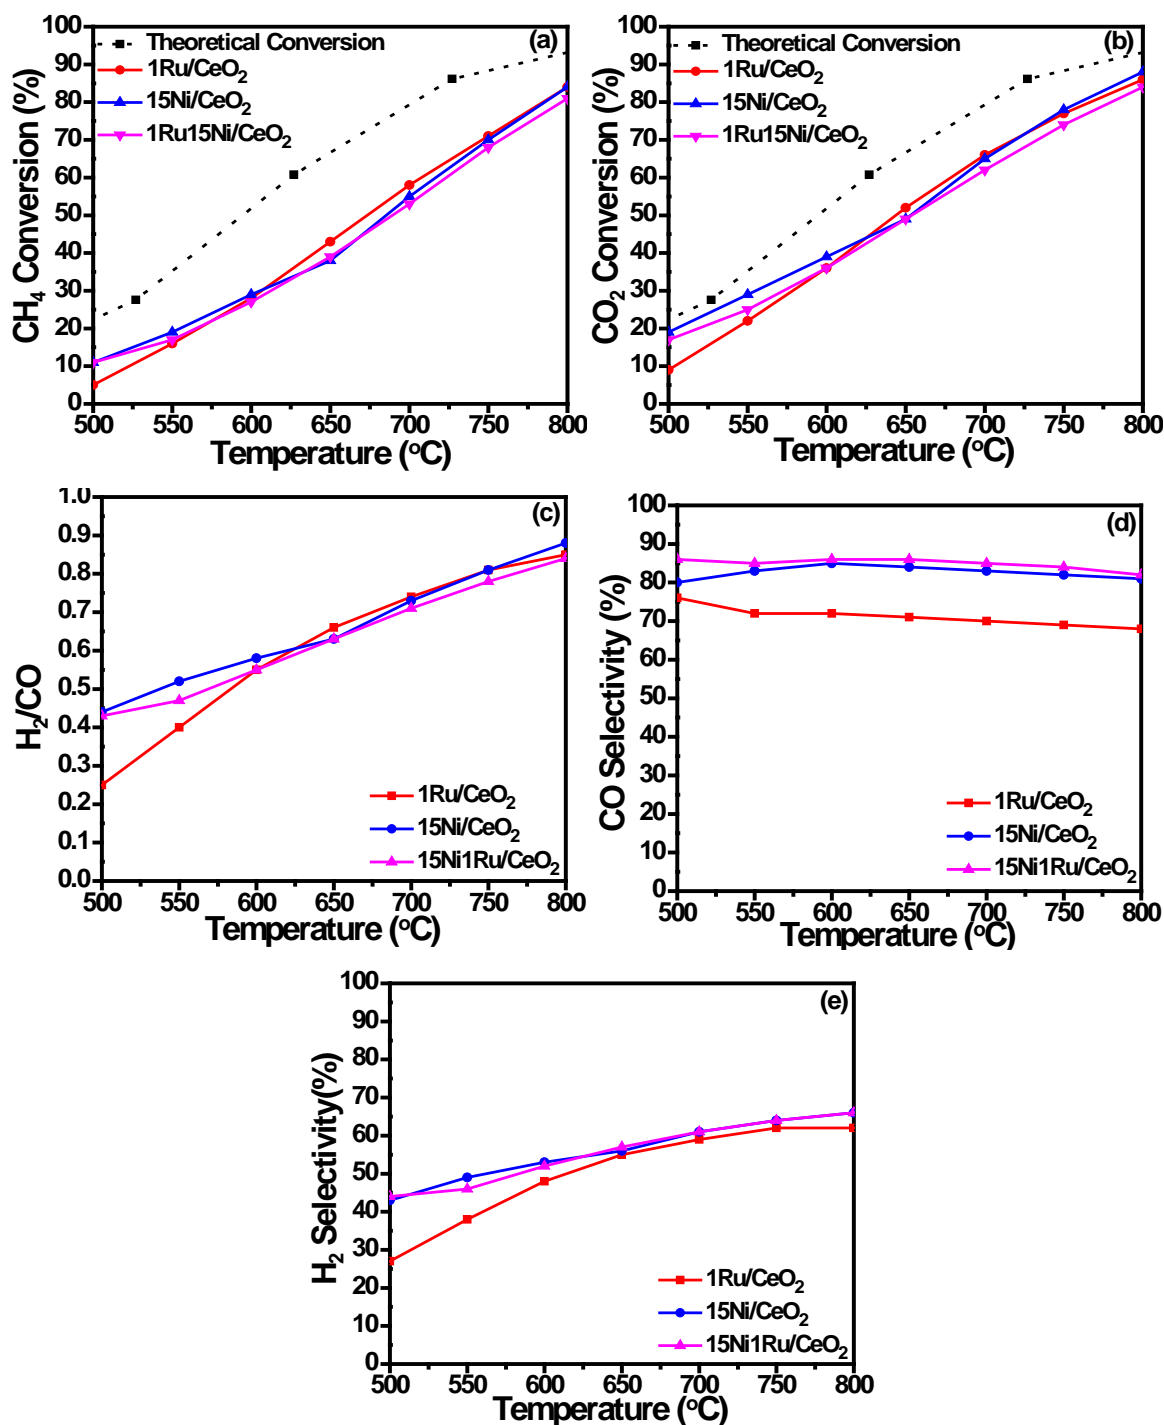 (a)
Theoretical Conversion
1Ru/CeO2
15Ni/CeO2
1Ru15Ni/CeO2
CH4 Conversion (%)
100
90
80
70
60
50
40
30
20
10
0
500 550 600 650 700 750 800
Temperature (oC)
(b)
Theoretical Conversion
1Ru/CeO2
15Ni/CeO2
1Ru15Ni/CeO2
CO2 Conversion (%)
100
90
80
70
60
50
40
30
20
10
0
500 550 600 650 700 750 800
Temperature (oC)
(c)
H2/CO
1.0
0.9
0.8
0.7
0.6
0.5
0.4
0.3
0.2
0.1
0.0
1Ru/CeO2
15Ni/CeO2
15Ni1Ru/CeO2
500 550 600 650 700 750 800
Temperature (oC)
(d)
CO Selectivity (%)
100
90
80
70
60
50
40
30
20
10
0
1Ru/CeO2
15Ni/CeO2
15Ni1Ru/CeO2
500 550 600 650 700 750 800
Temperature (oC)
(e)
H2 Selectivity(%)
100
90
80
70
60
50
40
30
20
10
0
1Ru/CeO2
15Ni/CeO2
15Ni1Ru/CeO2
500 550 600 650 700 750 800
Temperature (oC)